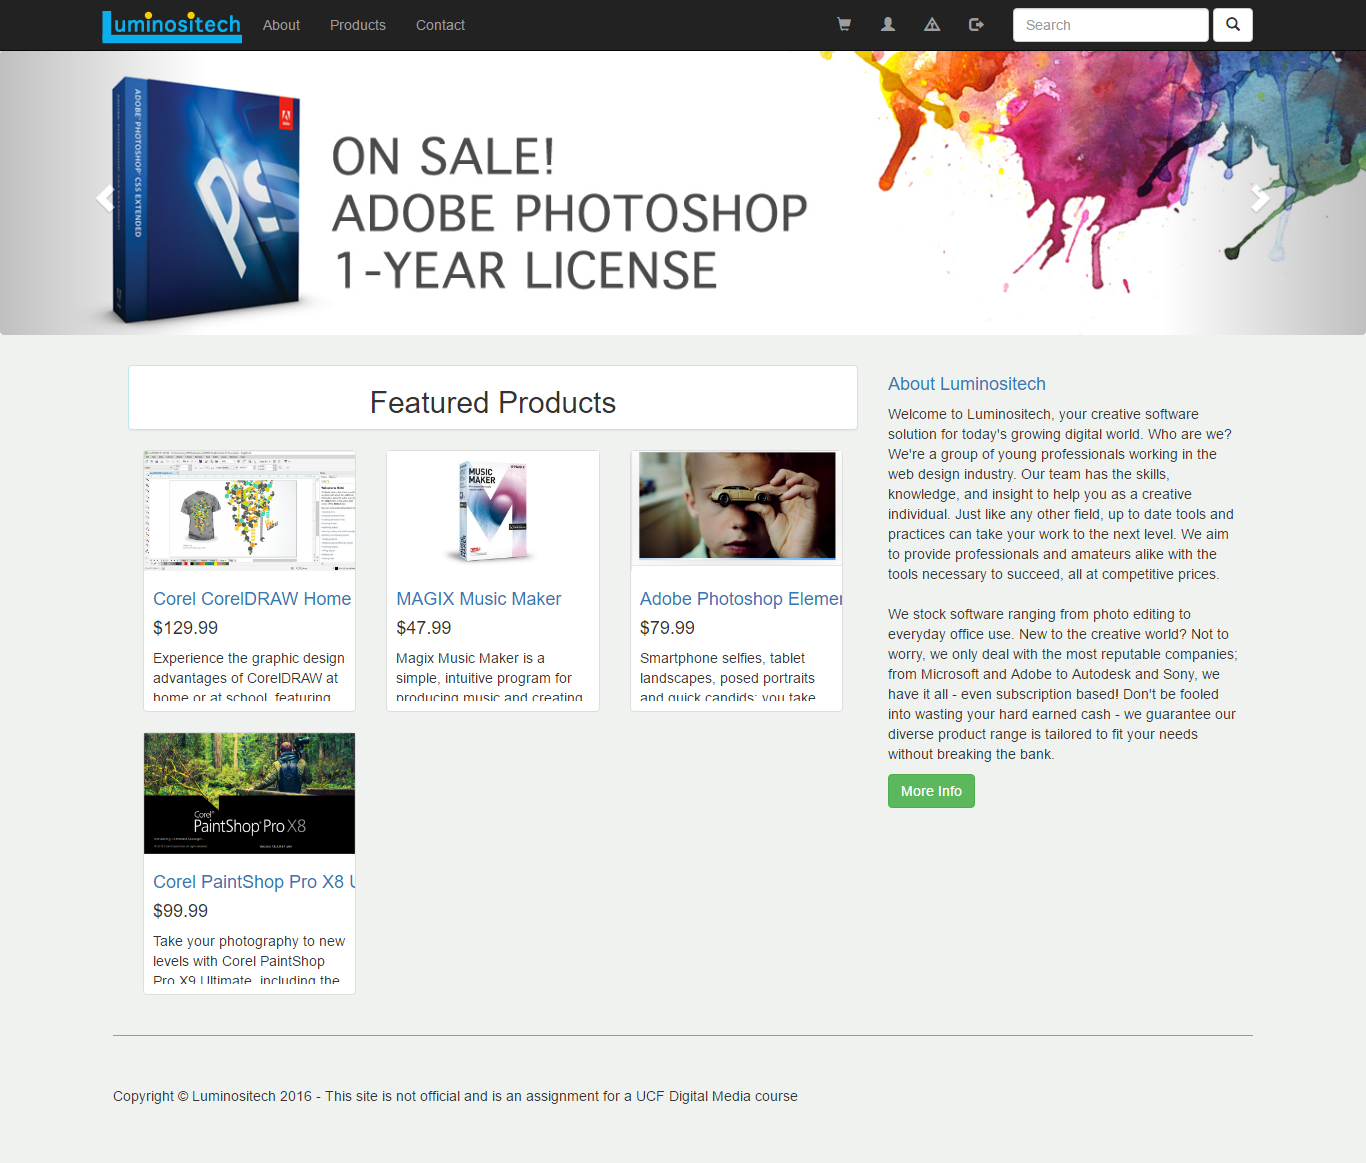 Luminositech
About
Products
Contact
Search
ADOBE PHOTOSHOP CS5 EXTENDED
Adobe
PS
ON SALE!
ADOBE PHOTOSHOP
1-YEAR LICENSE
Featured Products
About Luminositech
Welcome to Luminositech, your creative software
solution for today's growing digital world. Who are we?
We're a group of young professionals working in the
web design industry. Our team has the skills,
knowledge, and insight to help you as a creative
individual. Just like any other field, up to date tools and
practices can take your work to the next level. We aim
to provide professionals and amateurs alike with the
tools necessary to succeed, all at competitive prices.
We stock software ranging from photo editing to
everyday office use. New to the creative world? Not to
worry, we only deal with the most reputable companies;
from Microsoft and Adobe to Autodesk and Sony, we
have it all - even subscription based! Don't be fooled
into wasting your hard earned cash - we guarantee our
diverse product range is tailored to fit your needs
without breaking the bank.
More Info
Corel CorelDRAW Home
$129.99
Experience the graphic design
advantages of CorelDRAW at
home or at school, featuring
MUSIC
MAKER
MAGIX Music Maker
$47.99
Magix Music Maker is a
simple, intuitive program for
producing music and creating
Adobe Photoshop Elemen
$79.99
Smartphone selfies, tablet
landscapes, posed portraits
and quick candids: you take
Corel
PaintShop Pro X8
Corel PaintShop Pro X8 U
$99.99
Take your photography to new
levels with Corel PaintShop
Pro X9 Ultimate, including the
Copyright © Luminositech 2016 - This site is not official and is an assignment for a UCF Digital Media course